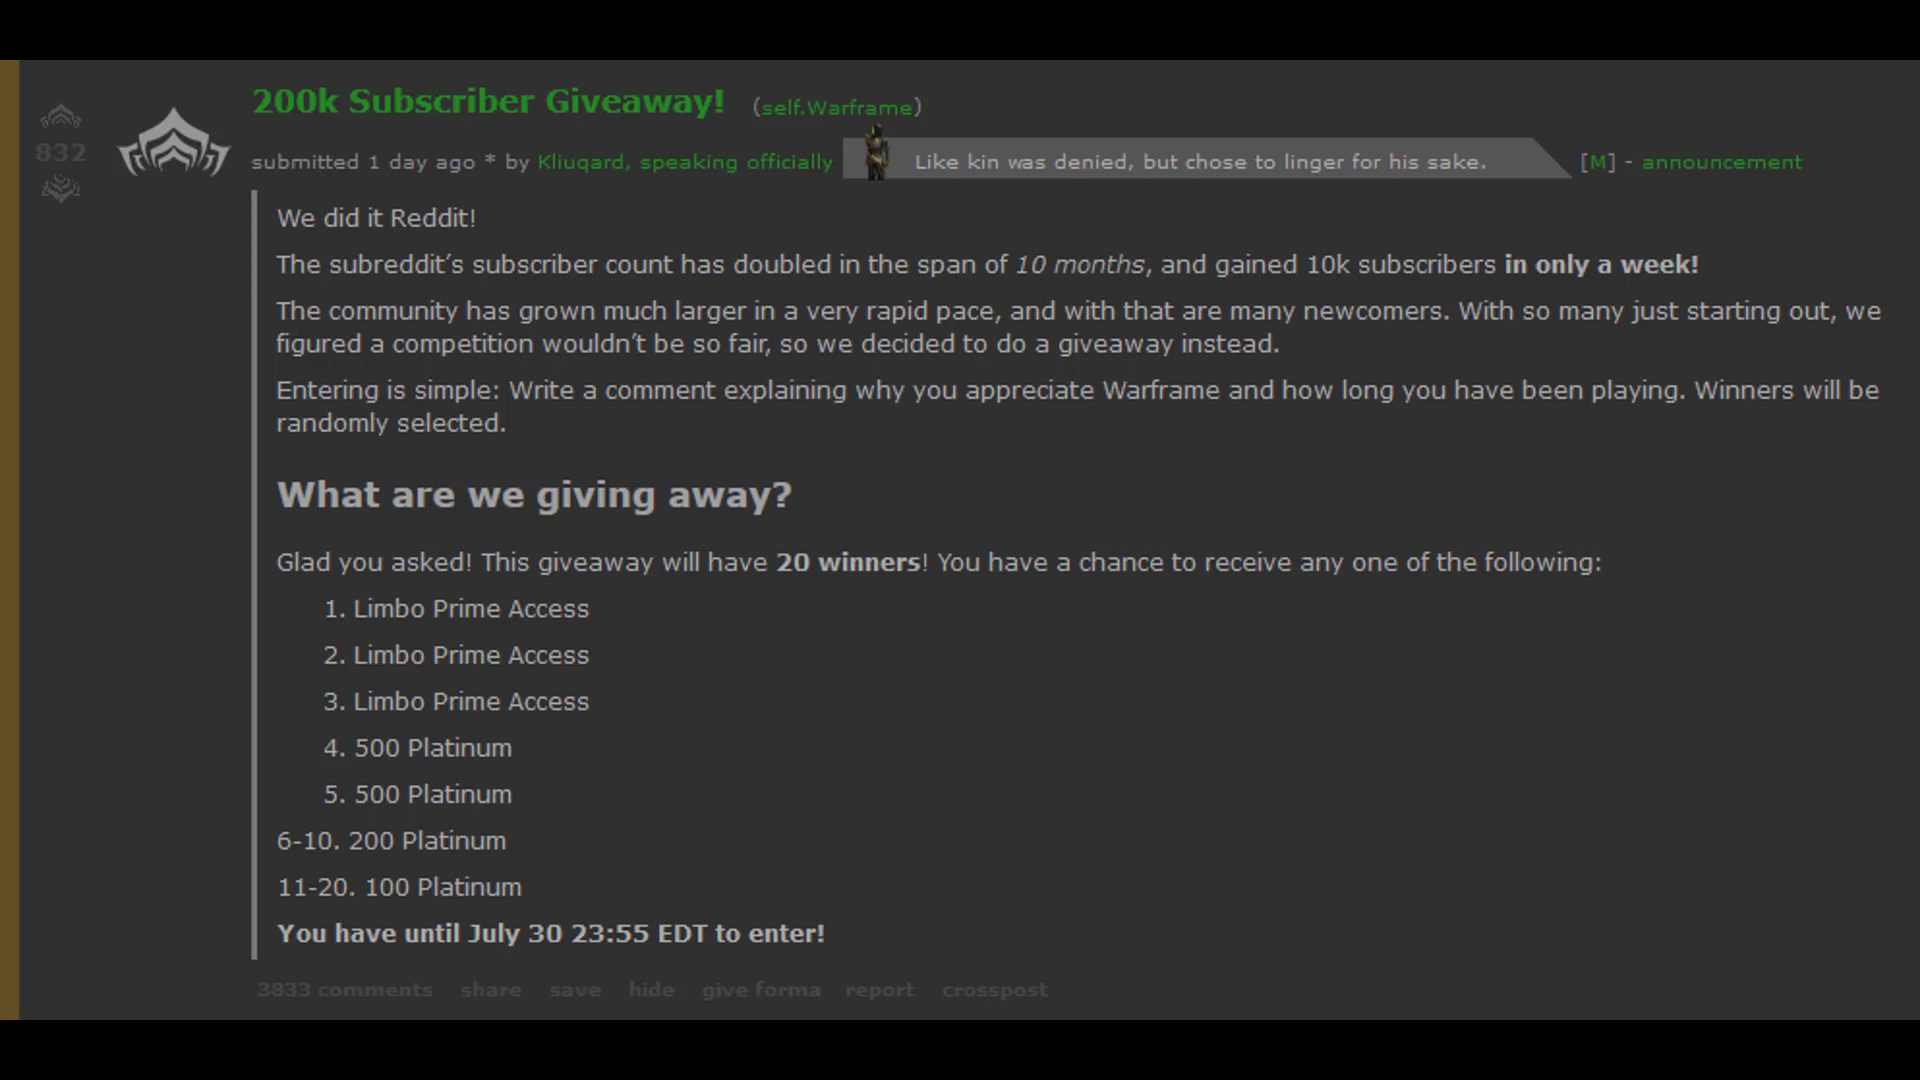 200k Subscriber Giveaway! (self.Warframe)
832
submitted 1 day ago * by Kliuqard, speaking officially Like kin was denied, but chose to linger for his sake. [M] - announcement
We did it Reddit!
The subreddit's subscriber count has doubled in the span of 10 months, and gained 10k subscribers in only a week!
The community has grown much larger in a very rapid pace, and with that are many newcomers. With so many just starting out, we
figured a competition wouldn't be so fair, so we decided to do a giveaway instead.
Entering is simple: Write a comment explaining why you appreciate Warframe and how long you have been playing. Winners will be
randomly selected.
What are we giving away?
Glad you asked! This giveaway will have 20 winners! You have a chance to receive any one of the following:
1. Limbo Prime Access
2. Limbo Prime Access
3. Limbo Prime Access
4. 500 Platinum
5. 500 Platinum
6-10. 200 Platinum
11-20. 100 Platinum
You have until July 30 23:55 EDT to enter!
3833 comments share save hide give forma report crosspost